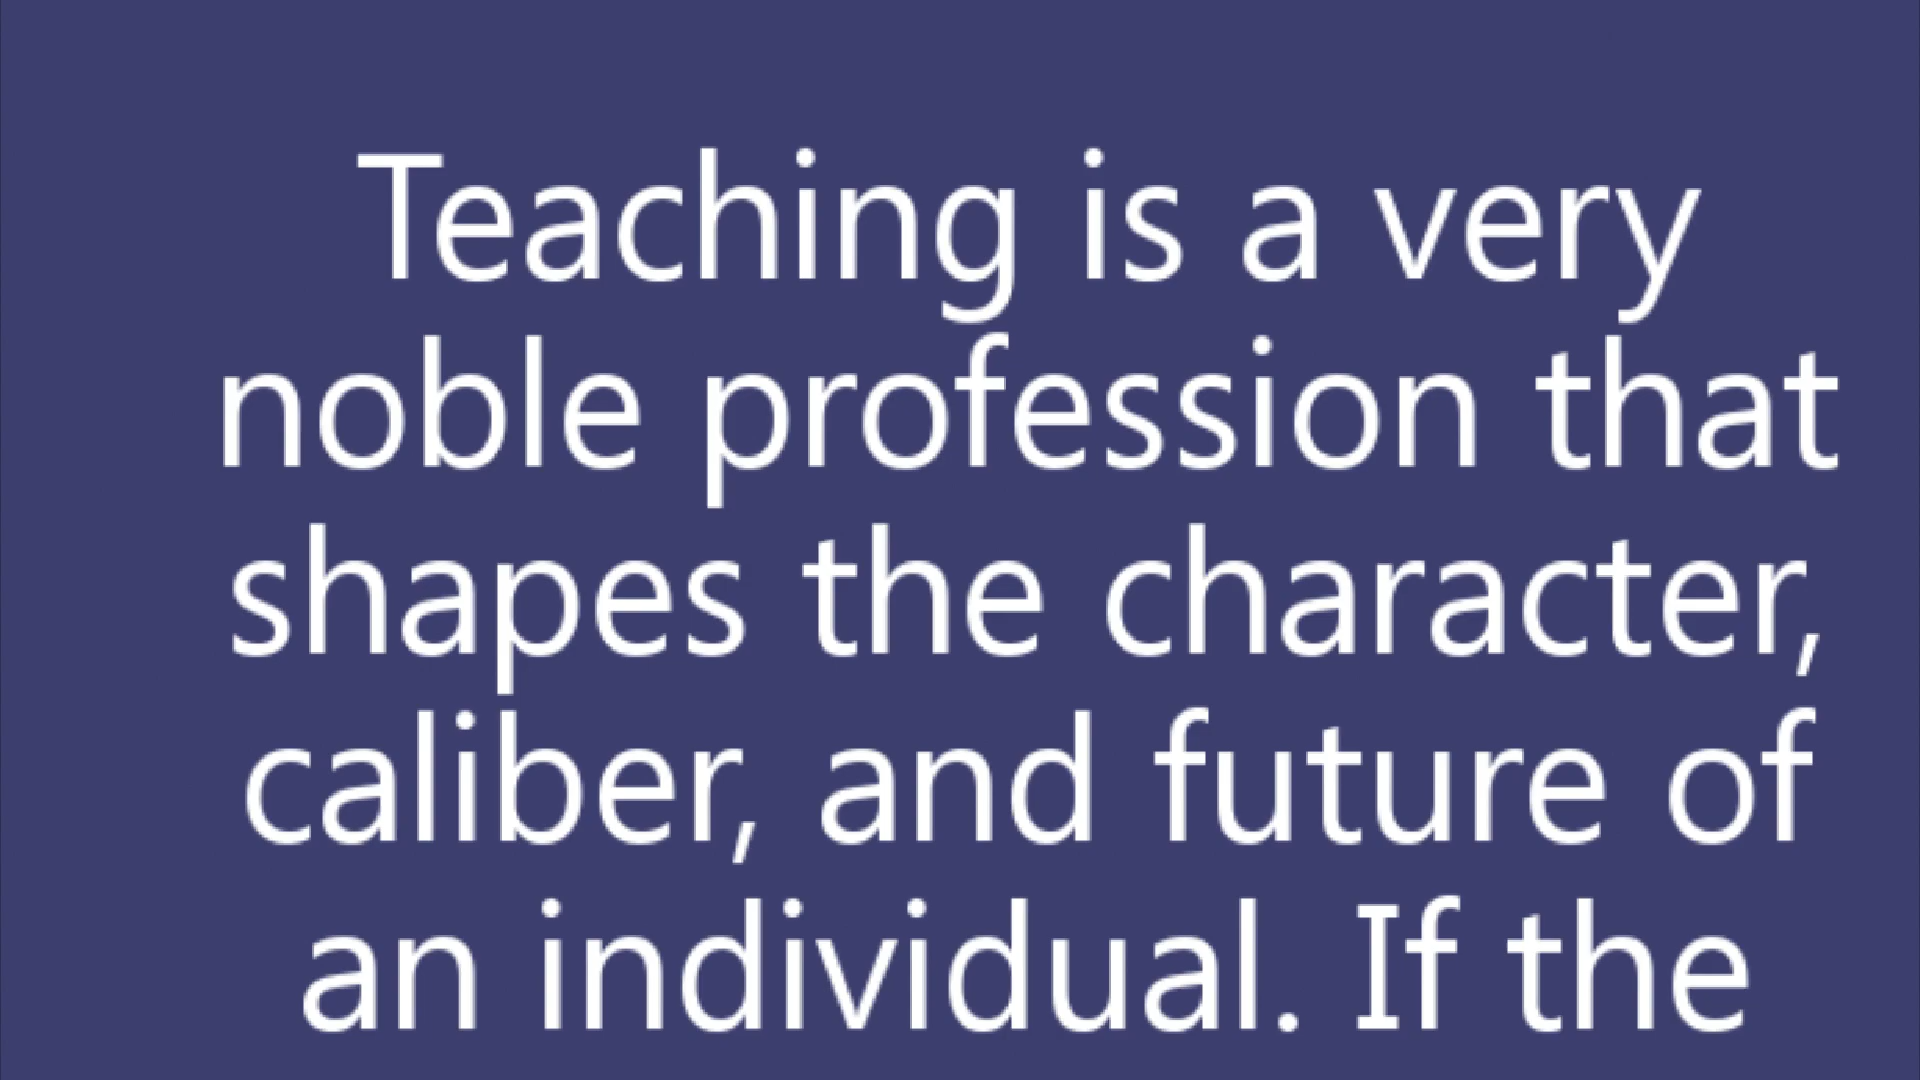 Teaching is a very
noble profession that
shapes the character,
caliber, and future of
an individual. If the